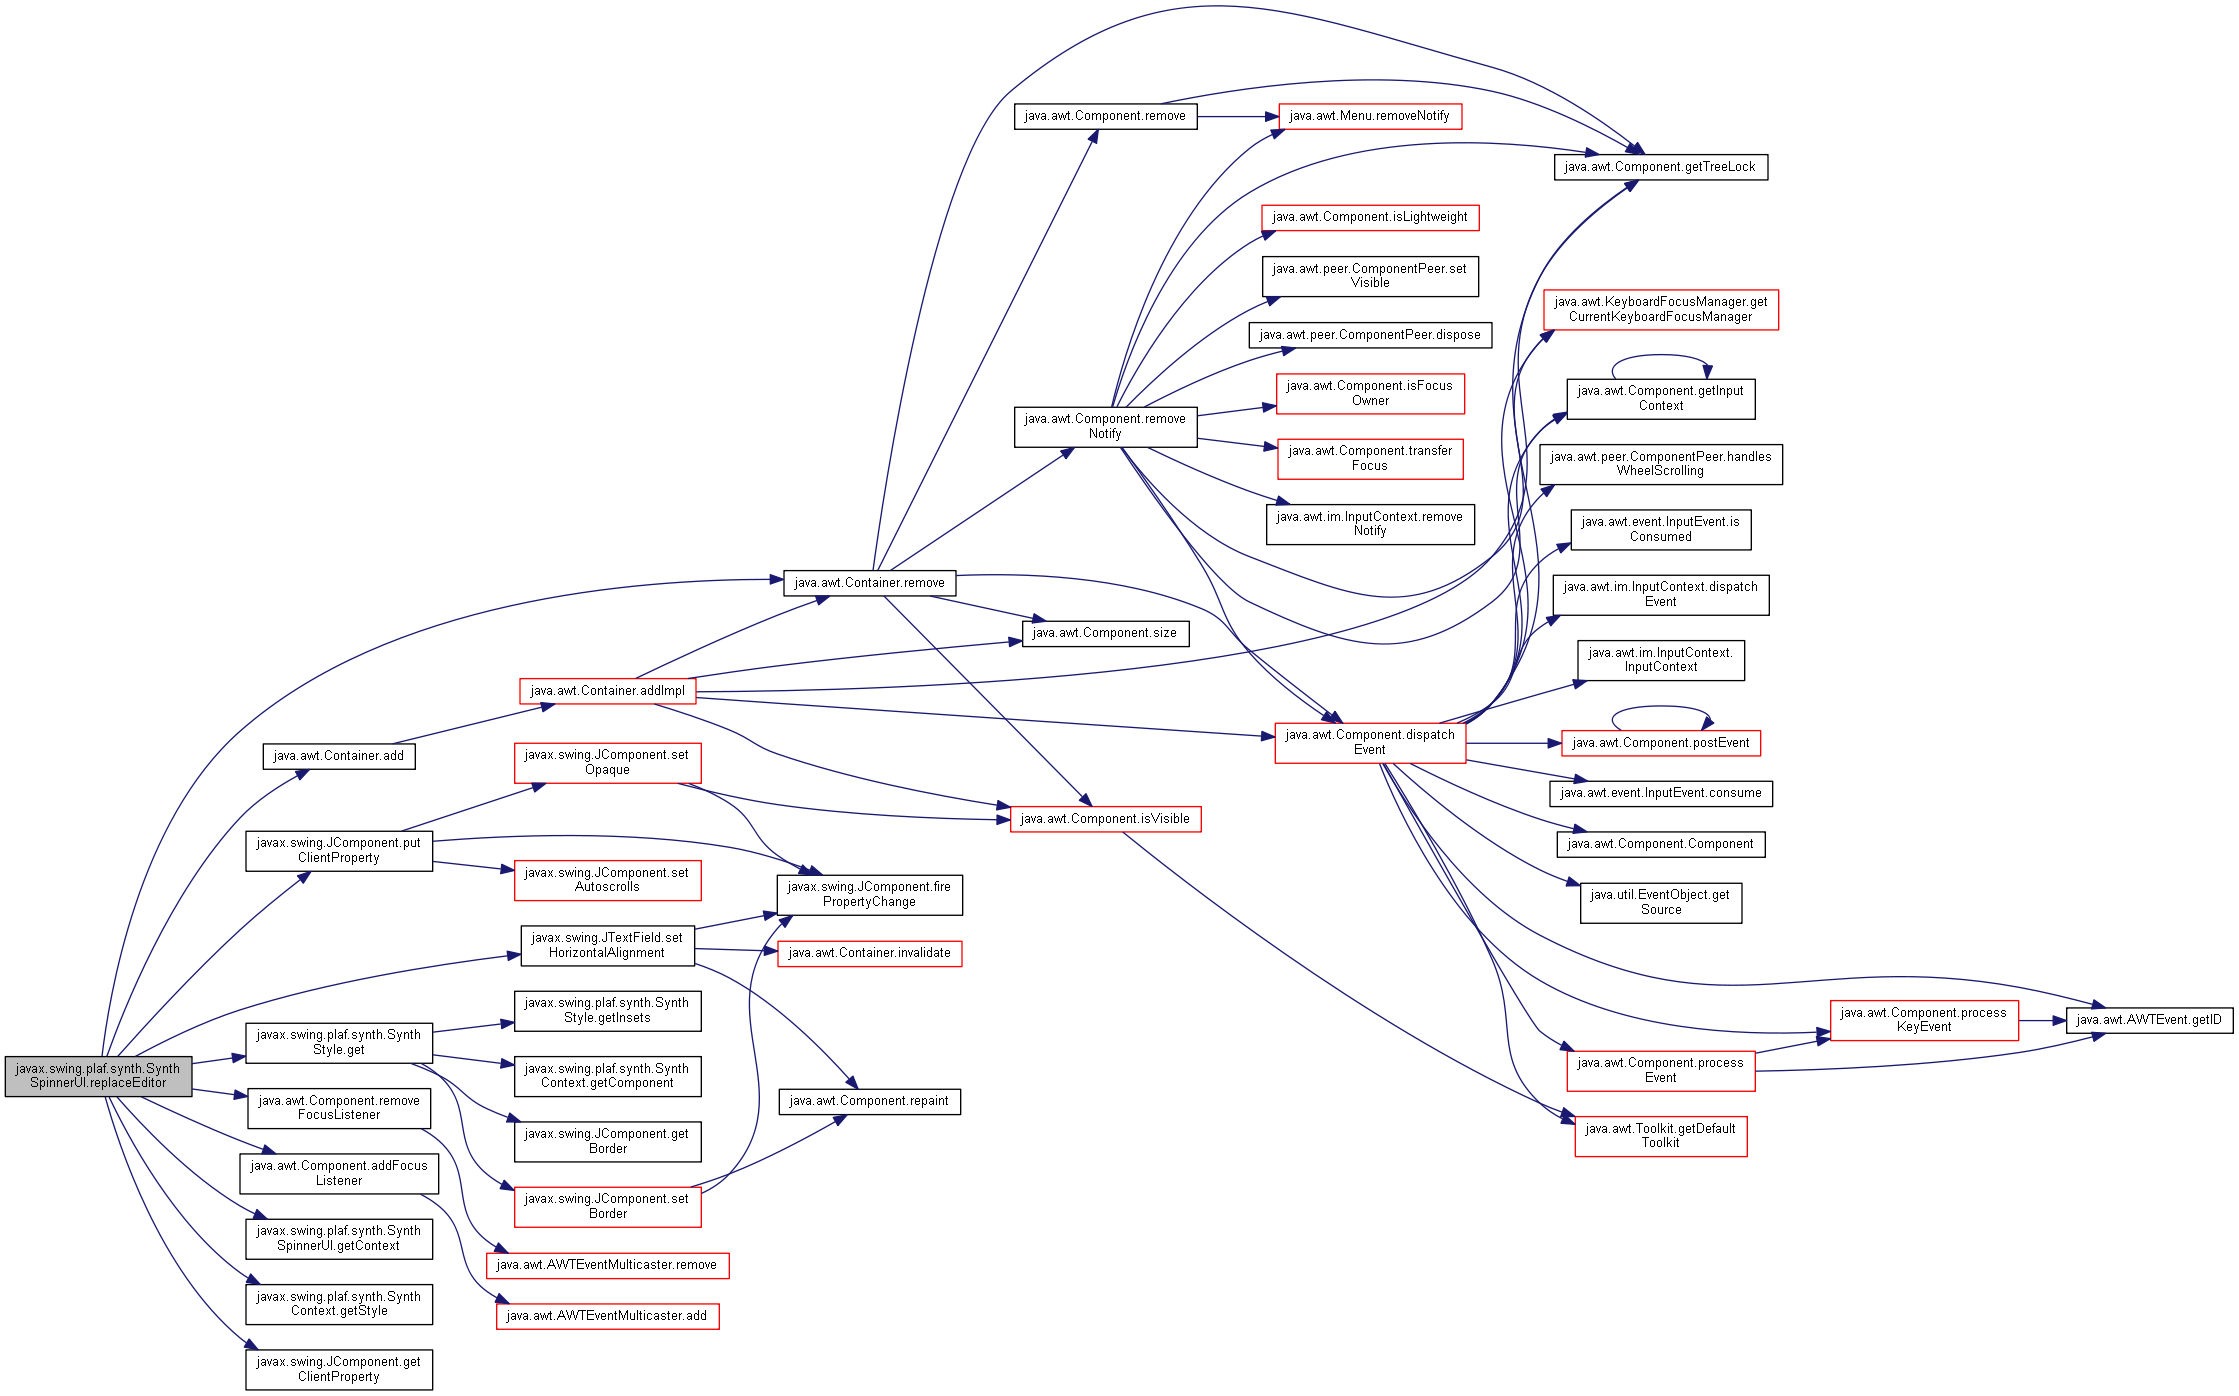 javax.swing.plaf.synth.Synth
SpinnerUI.replaceEditor
java.awt.Container.add
javax.swing.JComponent.put
ClientProperty
javax.swing.plaf.synth.Synth
Style.get
java.awt.Component.remove
FocusListener
java.awt.Component.addFocus
Listener
javax.swing.plaf.synth.Synth
SpinnerUI.getContext
javax.swing.plaf.synth.Synth
Context.getStyle
javax.swing.JComponent.get
ClientProperty
java.awt.Container.addImpl
javax.swing.JComponent.set
Opaque
javax.swing.JComponent.set
Autoscrolls
javax.swing.JTextField.set
HorizontalAlignment
javax.swing.plaf.synth.Synth
Style.getInsets
javax.swing.plaf.synth.Synth
Context.getComponent
javax.swing.JComponent.get
Border
javax.swing.JComponent.set
Border
java.awt.AWTEventMulticaster.remove
java.awt.AWTEventMulticaster.add
java.awt.Container.remove
javax.swing.JComponent.fire
PropertyChange
java.awt.Container.invalidate
java.awt.Component.repaint
java.awt.Component.remove
java.awt.Component.remove
Notify
java.awt.Component.size
java.awt.Component.isVisible
java.awt.Menu.removeNotify
java.awt.Component.isLightweight
java.awt.peer.ComponentPeer.set
Visible
java.awt.peer.ComponentPeer.dispose
java.awt.Component.isFocus
Owner
java.awt.Component.transfer
Focus
java.awt.im.InputContext.remove
Notify
java.awt.Component.dispatch
Event
java.awt.Component.getTreeLock
java.awt.KeyboardFocusManager.get
CurrentKeyboardFocusManager
java.awt.Component.getInput
Context
java.awt.peer.ComponentPeer.handles
WheelScrolling
java.awt.event.InputEvent.is
Consumed
java.awt.im.InputContext.dispatch
Event
java.awt.im.InputContext.
InputContext
java.awt.Component.postEvent
java.awt.event.InputEvent.consume
java.awt.Component.Component
java.util.EventObject.get
Source
java.awt.Component.process
Event
java.awt.Toolkit.getDefault
Toolkit
java.awt.Component.process
KeyEvent
java.awt.AWTEvent.getID